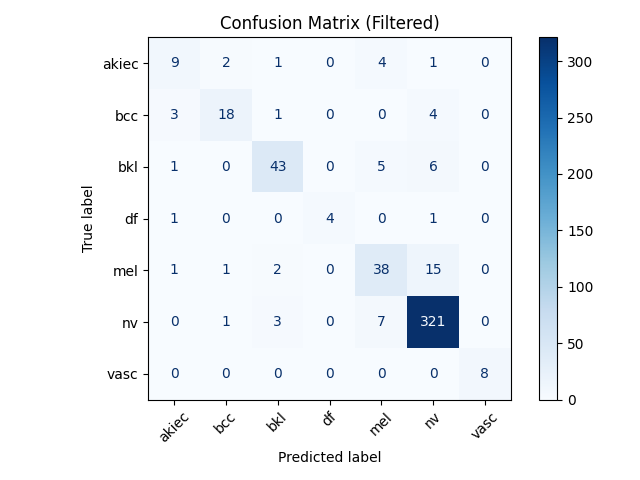 Confusion Matrix (Filtered)
True label
akiec 9 2 1 0 4 1 0
bcc 3 18 1 0 0 4 0
bkl 1 0 43 0 5 6 0
df 1 0 0 4 0 1 0
mel 1 1 2 0 38 15 0
nv 0 1 3 0 7 321 0
vasc 0 0 0 0 0 0 8
akiec bcc bkl df mel nv vasc
Predicted label
300
250
200
150
100
50
0